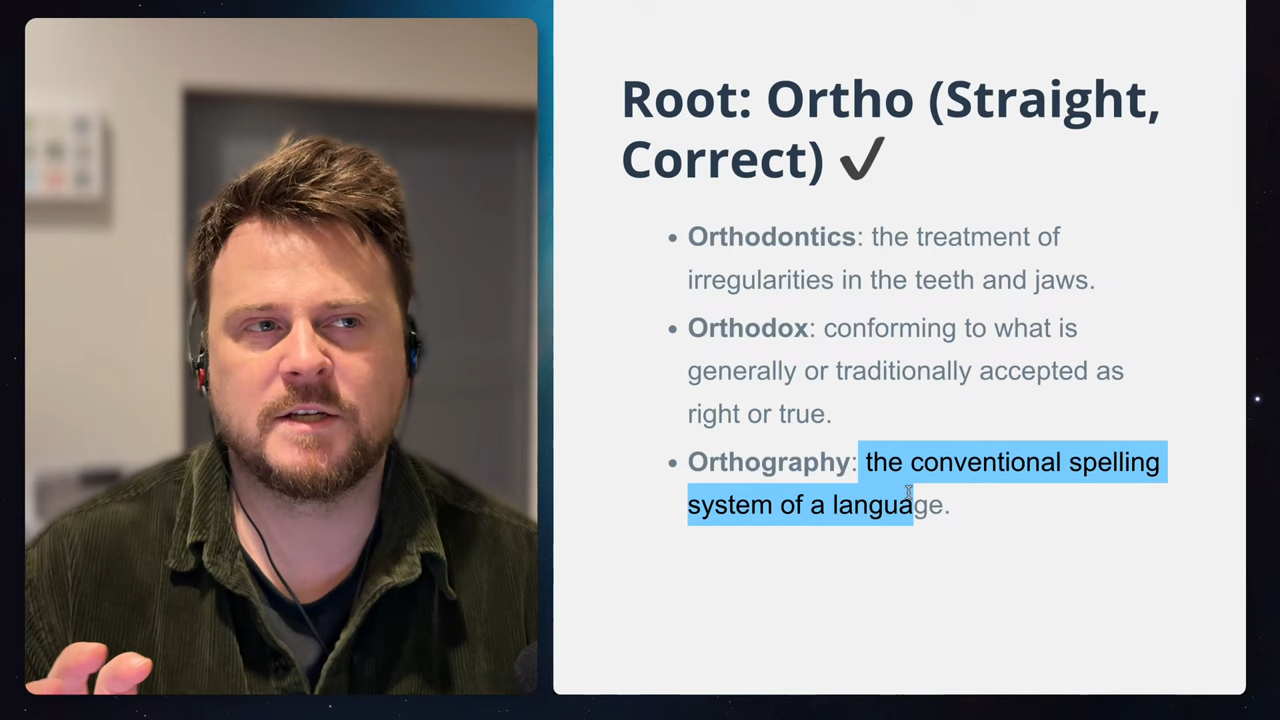 Root: Ortho (Straight,
Correct) ✔
• Orthodontics: the treatment of
irregularities in the teeth and jaws.
• Orthodox: conforming to what is
generally or traditionally accepted as
right or true.
• Orthography: the conventional spelling
system of a language.